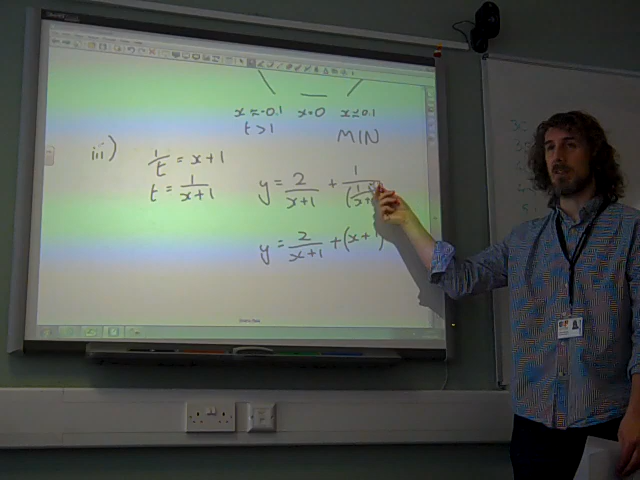 x = -0.1 x = 0 x = 0.1
t > 1 MIN
iii) 1/t = x + 1
t = 1/(x+1) y = 2/(x+1) + 1/(1/(x+
y = 2/(x+1) + (x+1)